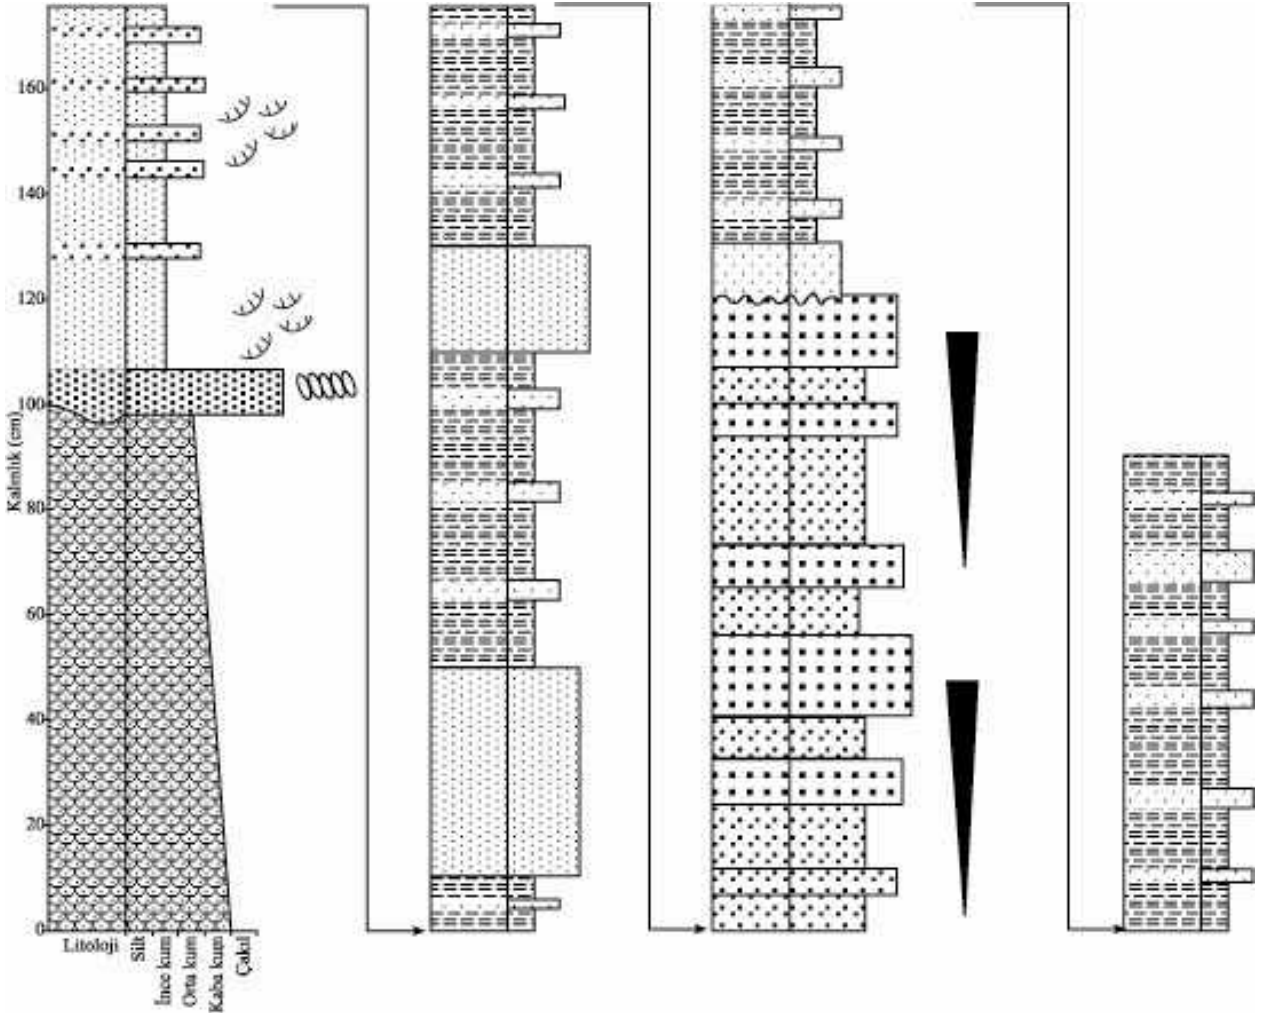 160
140
120
100
80
60
40
20
0
Kalınlık (cm)
Litoloji
Silt
İnce kum
Orta kum
Kaba kum
Çakıl